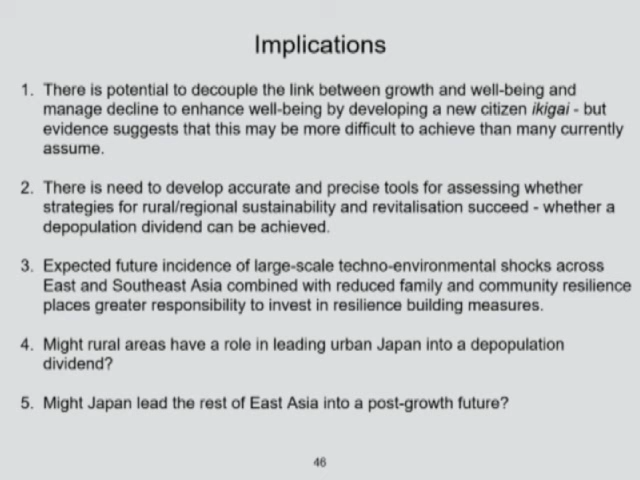 Implications
1. There is potential to decouple the link between growth and well-being and
manage decline to enhance well-being by developing a new citizen ikigai - but
evidence suggests that this may be more difficult to achieve than many currently
assume.
2. There is need to develop accurate and precise tools for assessing whether
strategies for rural/regional sustainability and revitalisation succeed - whether a
depopulation dividend can be achieved.
3. Expected future incidence of large-scale techno-environmental shocks across
East and Southeast Asia combined with reduced family and community resilience
places greater responsibility to invest in resilience building measures.
4. Might rural areas have a role in leading urban Japan into a depopulation
dividend?
5. Might Japan lead the rest of East Asia into a post-growth future?
46